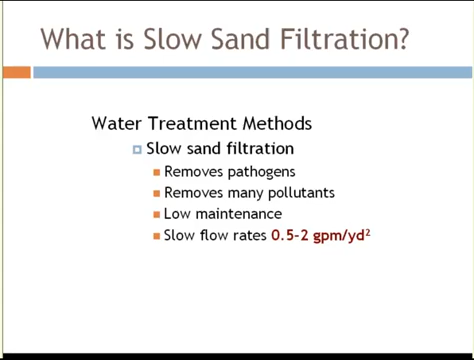 What is Slow Sand Filtration?
Water Treatment Methods
Slow sand filtration
Removes pathogens
Removes many pollutants
Low maintenance
Slow flow rates 0.5-2 gpm/yd²